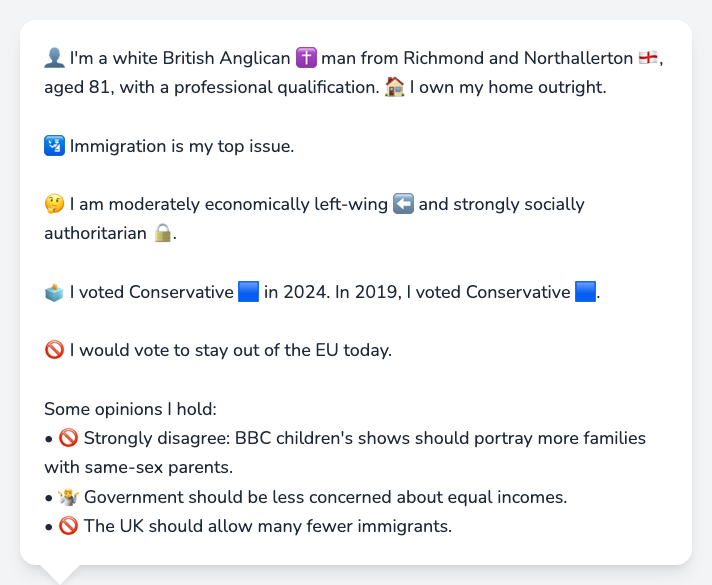 👤 I'm a white British Anglican ✝️ man from Richmond and Northallerton 🏴󠁧󠁢󠁥󠁮󠁧󠁿,
aged 81, with a professional qualification. 🏠 I own my home outright.
🛂 Immigration is my top issue.
🤔 I am moderately economically left-wing ⬅️ and strongly socially
authoritarian 🔒.
🗳️ I voted Conservative 🟦 in 2024. In 2019, I voted Conservative 🟦.
🚫 I would vote to stay out of the EU today.
Some opinions I hold:
• 🚫 Strongly disagree: BBC children's shows should portray more families
with same-sex parents.
• 🤷 Government should be less concerned about equal incomes.
• 🚫 The UK should allow many fewer immigrants.